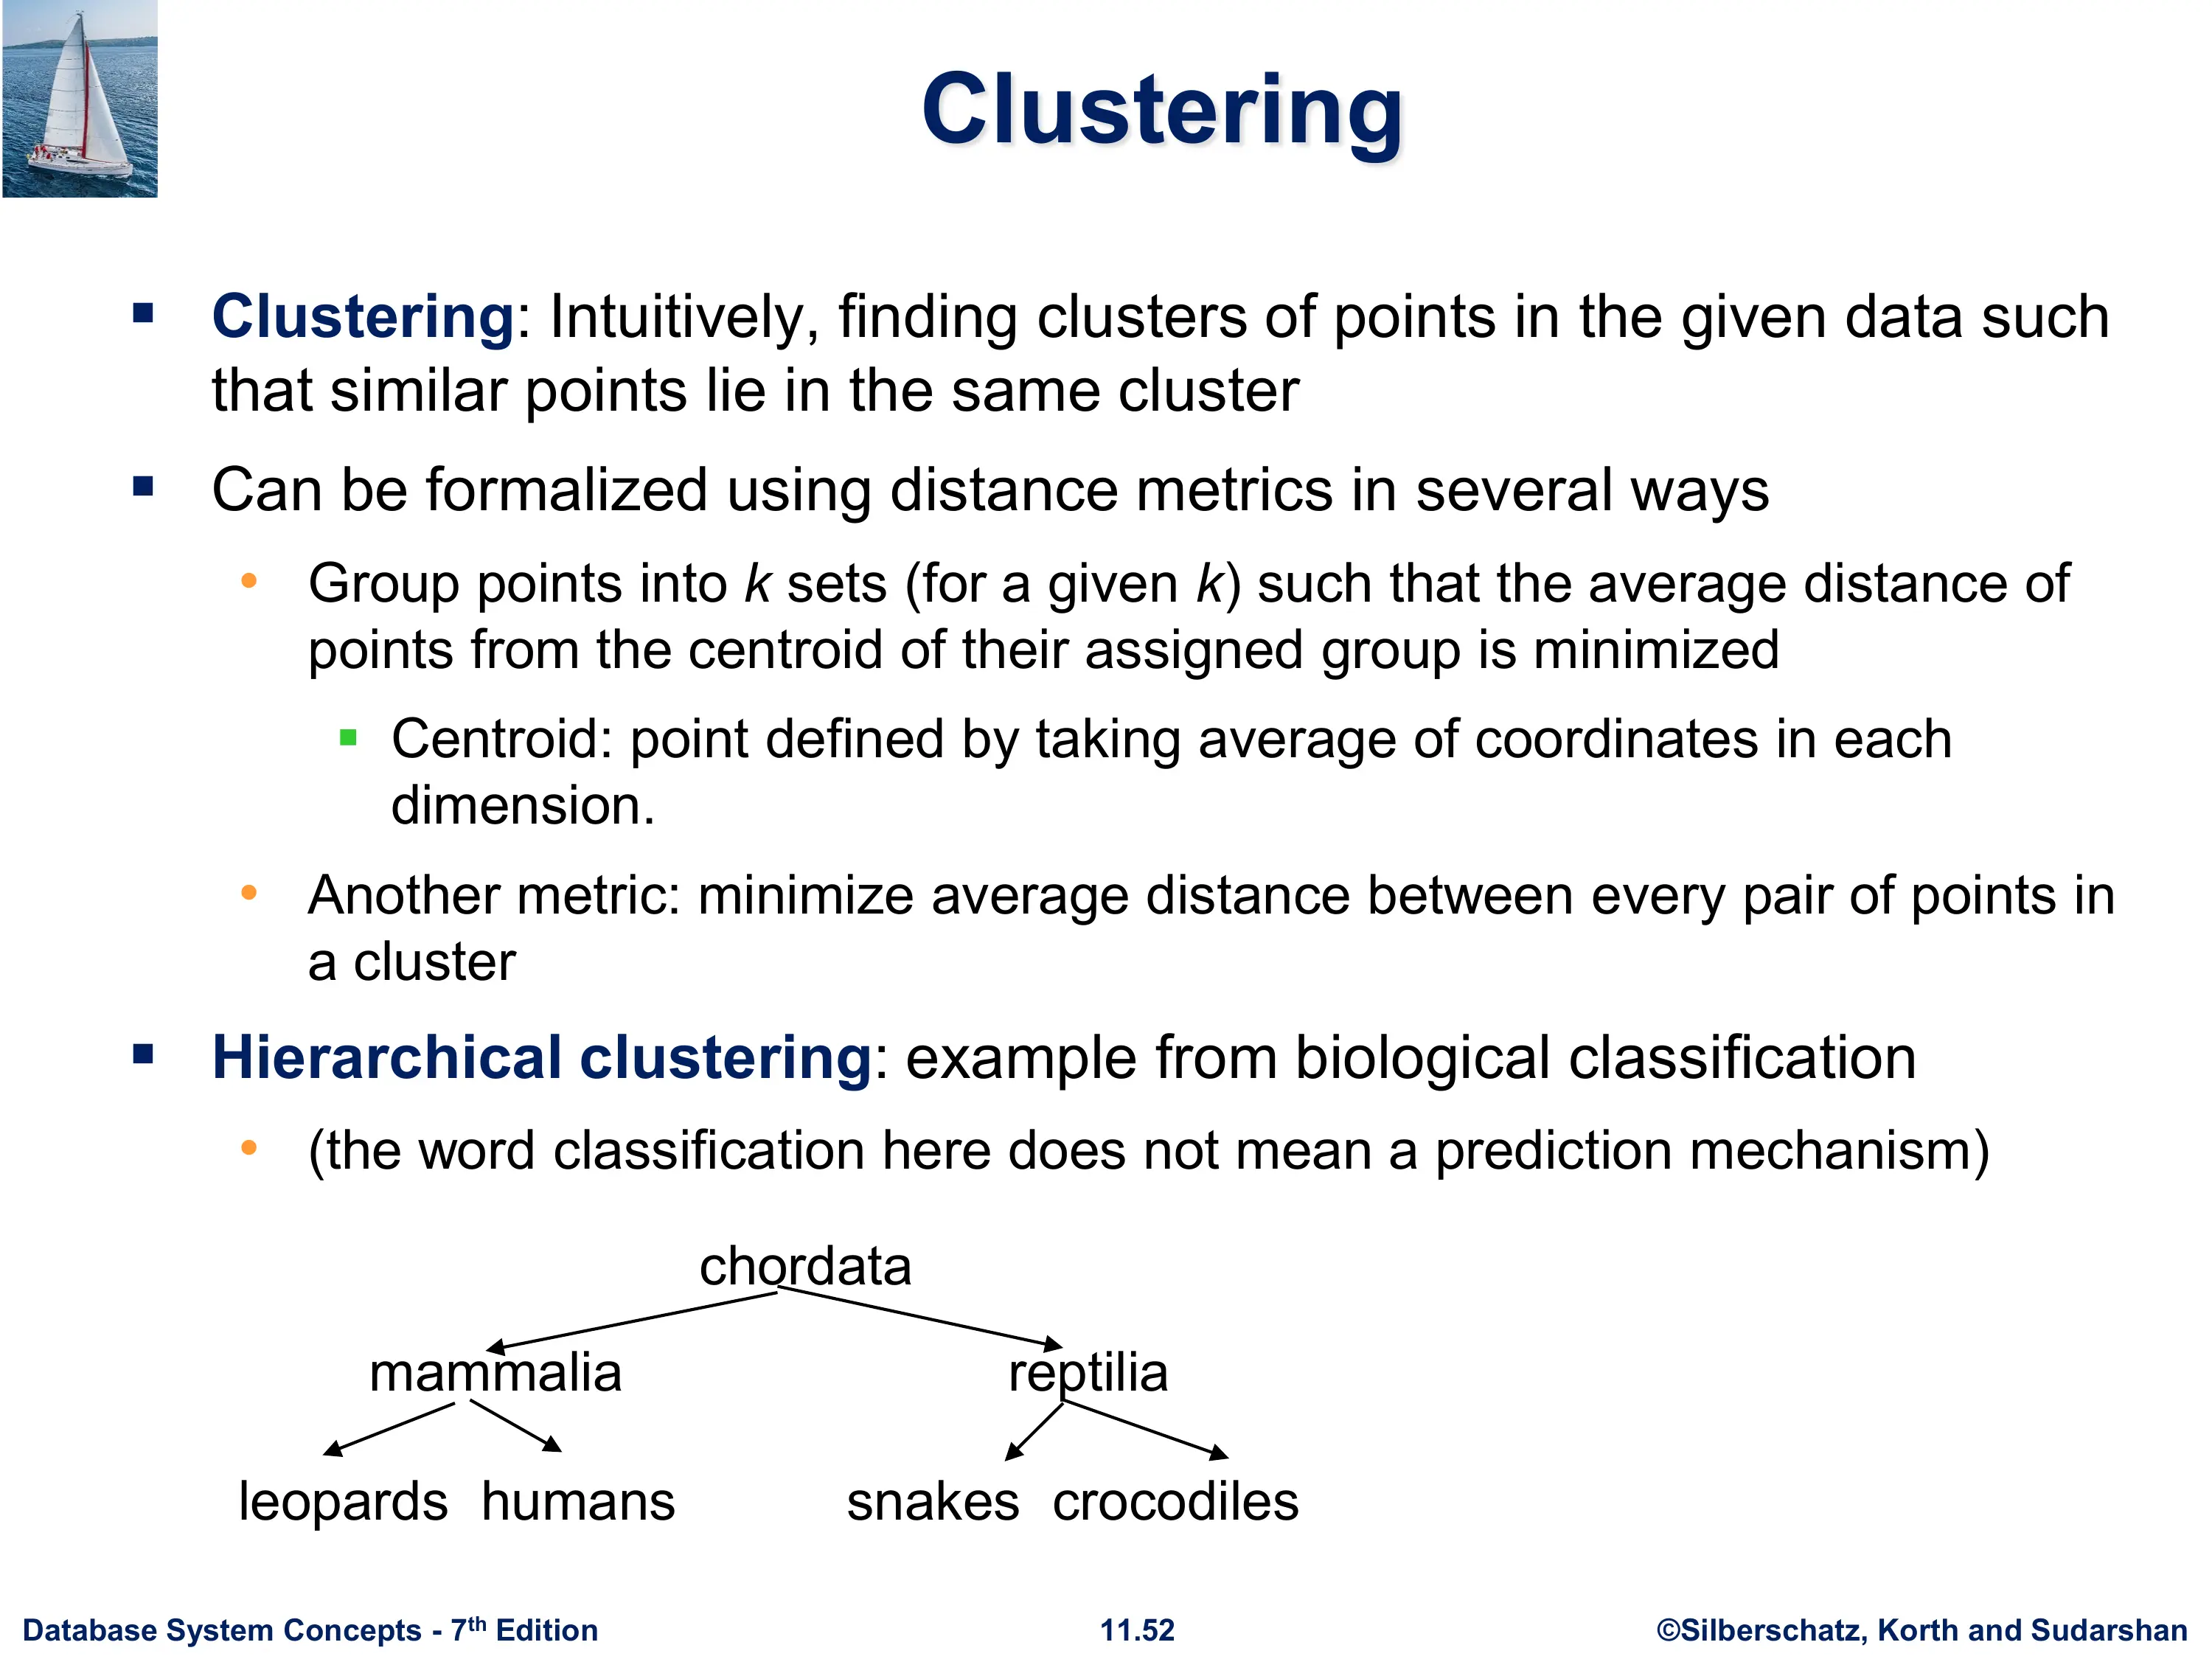 Clustering
▪ Clustering: Intuitively, finding clusters of points in the given data such
that similar points lie in the same cluster
▪ Can be formalized using distance metrics in several ways
• Group points into k sets (for a given k) such that the average distance of
points from the centroid of their assigned group is minimized
▪ Centroid: point defined by taking average of coordinates in each
dimension.
• Another metric: minimize average distance between every pair of points in
a cluster
▪ Hierarchical clustering: example from biological classification
• (the word classification here does not mean a prediction mechanism)
chordata
mammalia reptilia
leopards humans snakes crocodiles
Database System Concepts - 7th Edition 11.52 ©Silberschatz, Korth and Sudarshan